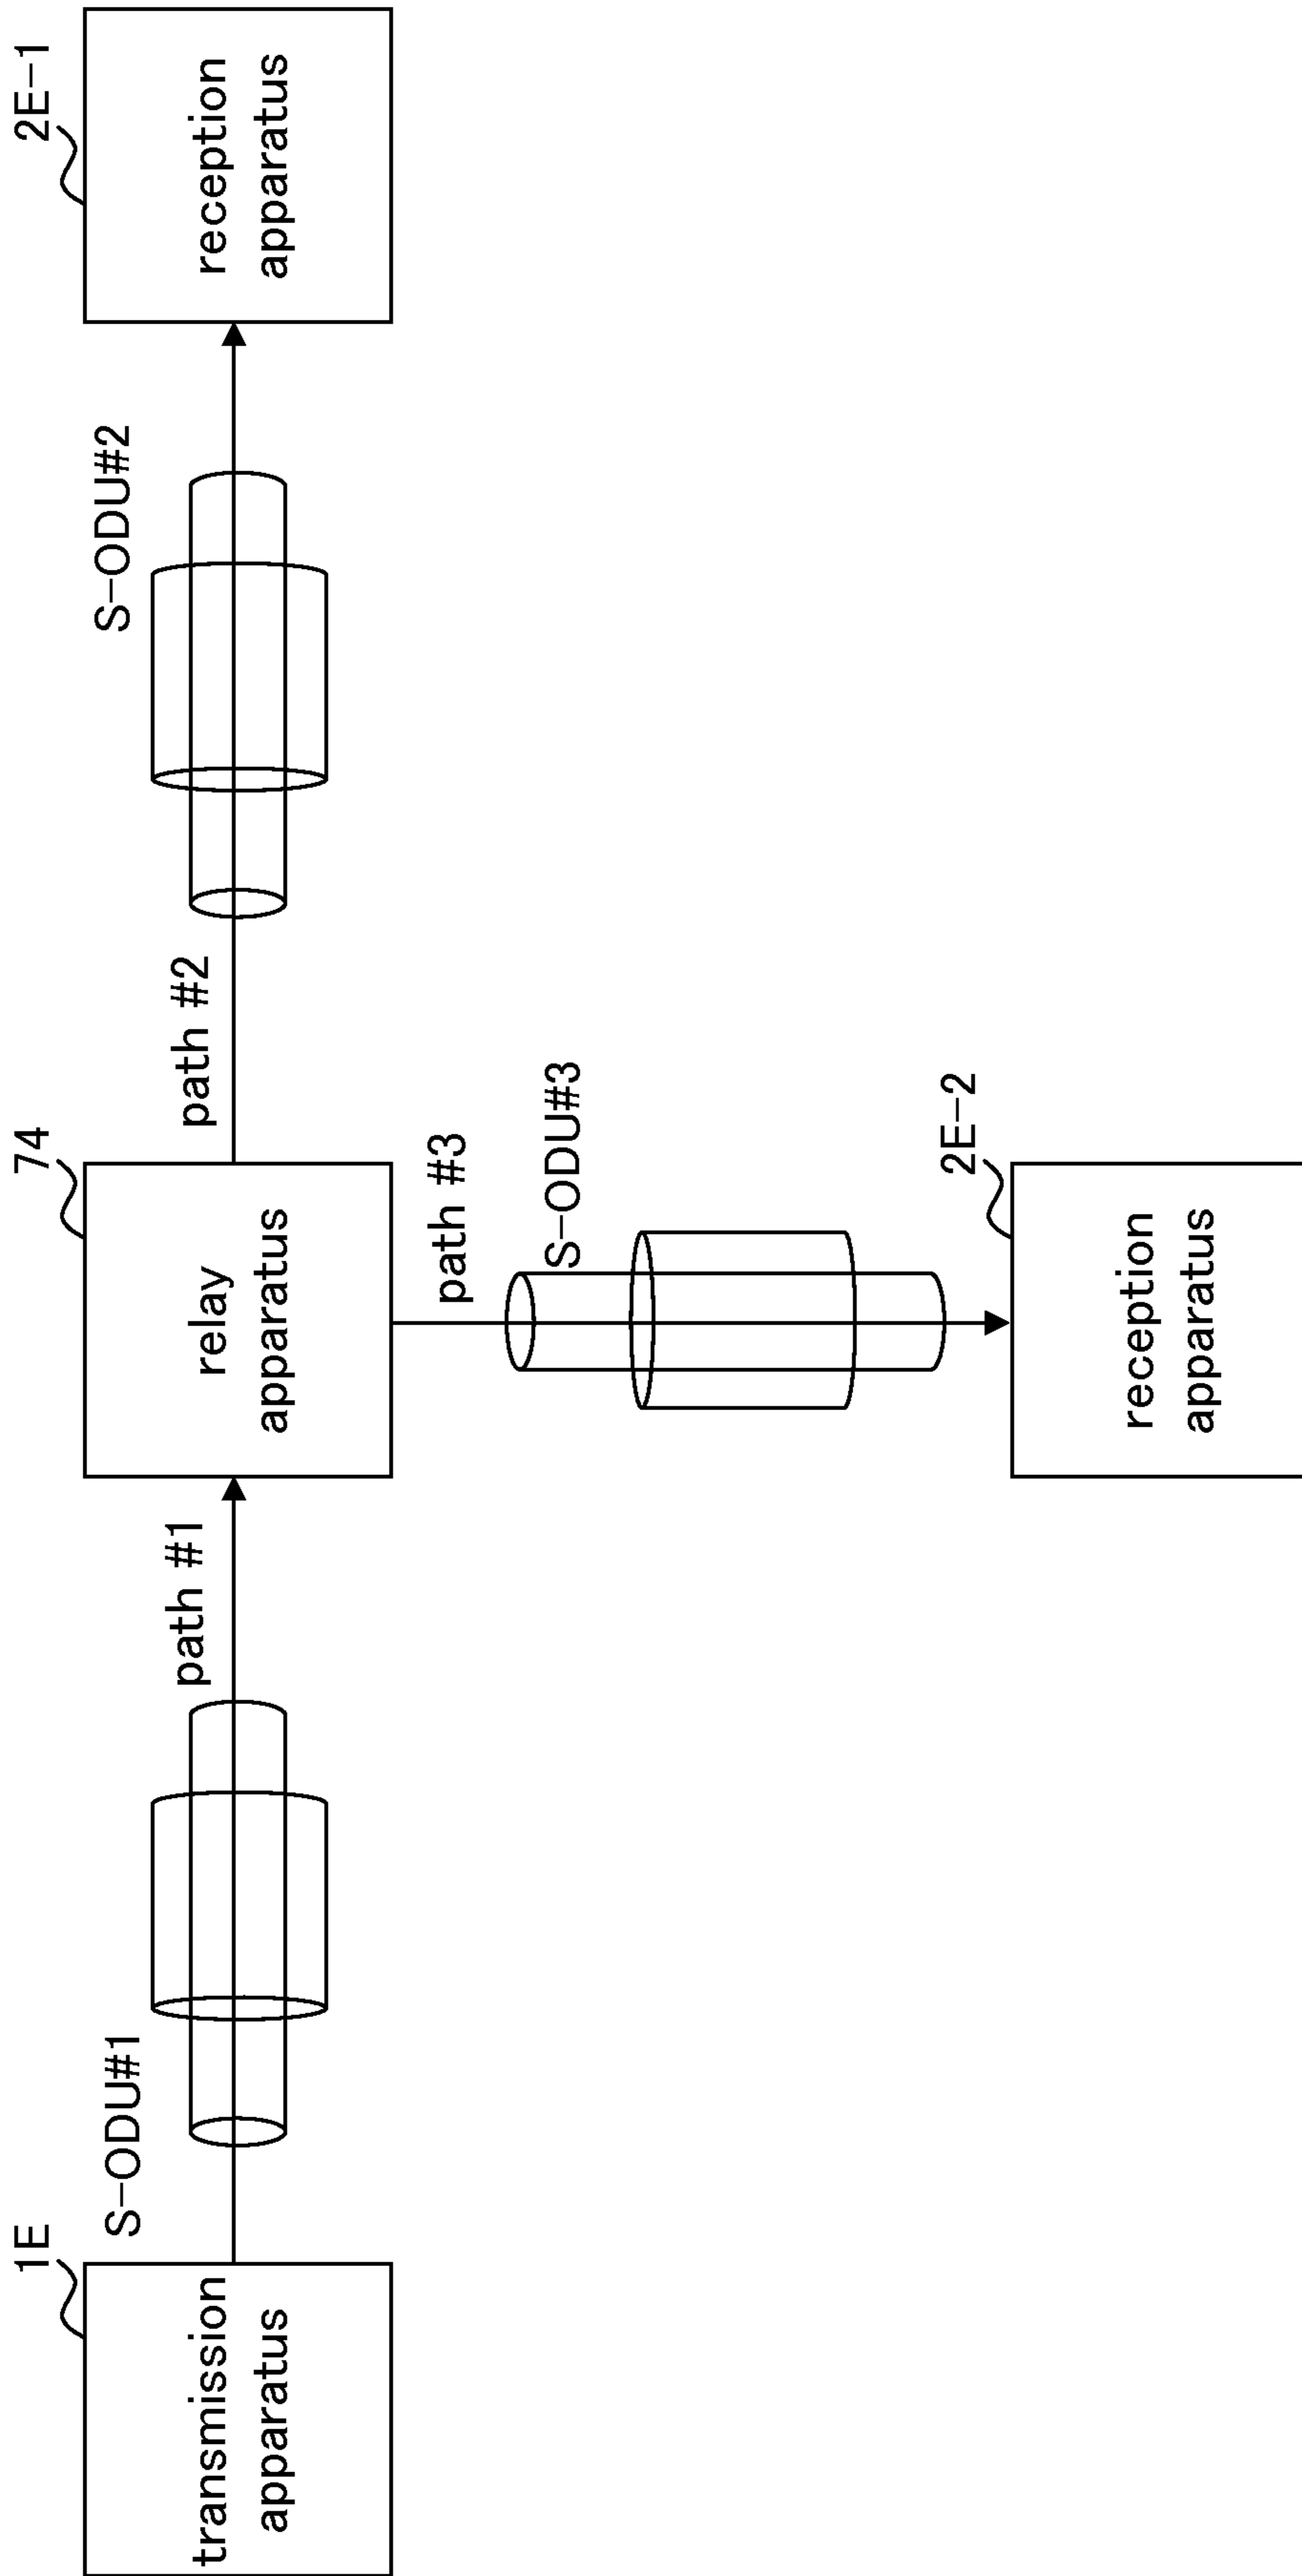 1E
transmission
apparatus
S-ODU#1
path #1
74
relay
apparatus
path #2
S-ODU#2
2E-1
reception
apparatus
path #3
S-ODU#3
2E-2
reception
apparatus